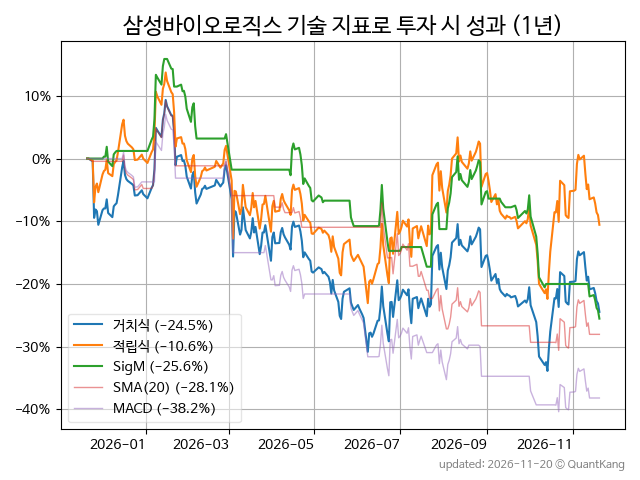 삼성바이오로직스 기술 지표로 투자 시 성과 (1년)
10%
0%
−10%
−20%
−30%
−40%
거치식 (−24.5%)
적립식 (−10.6%)
SigM (−25.6%)
SMA(20) (−28.1%)
MACD (−38.2%)
2026-01
2026-03
2026-05
2026-07
2026-09
2026-11
updated: 2026-11-20 © QuantKang